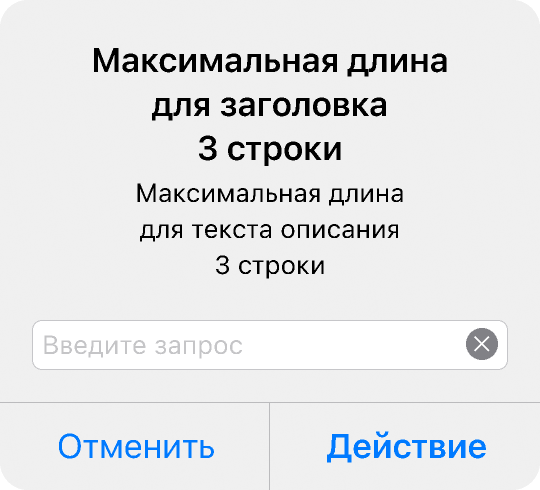 Максимальная длина
для заголовка
3 строки
Максимальная длина
для текста описания
3 строки
Введите запрос
Отменить
Действие